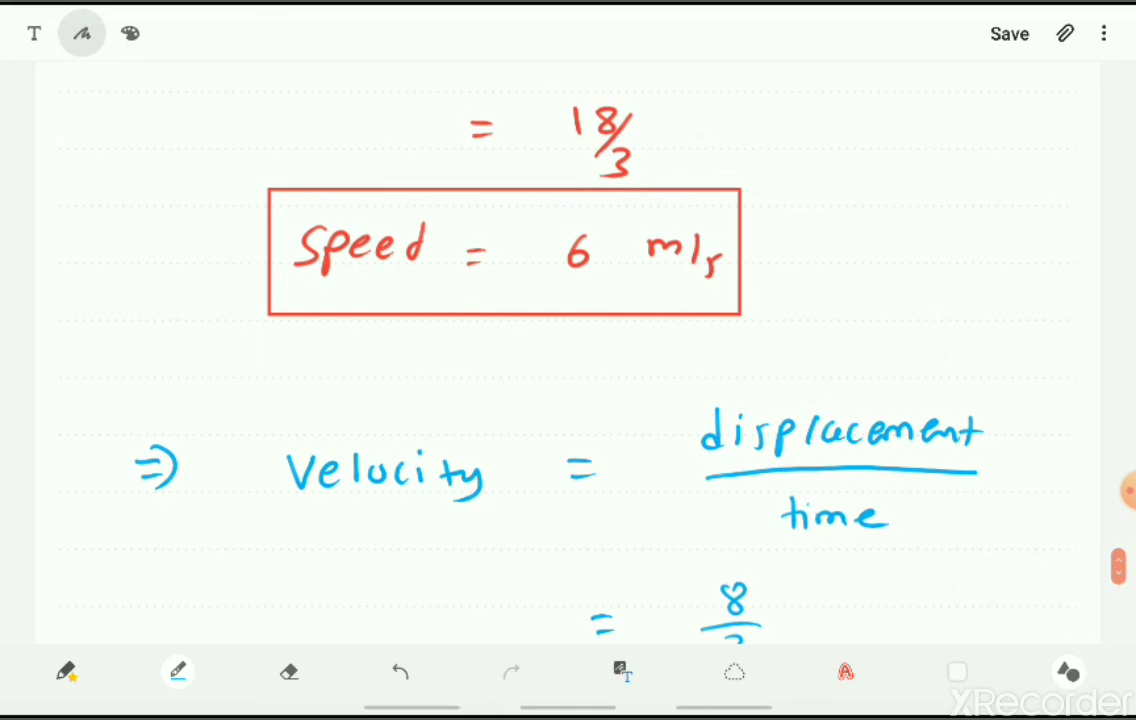 T
Save
= 18/3
Speed = 6 m/s
⇒ Velocity = displacement
time
= 8
XRecorder